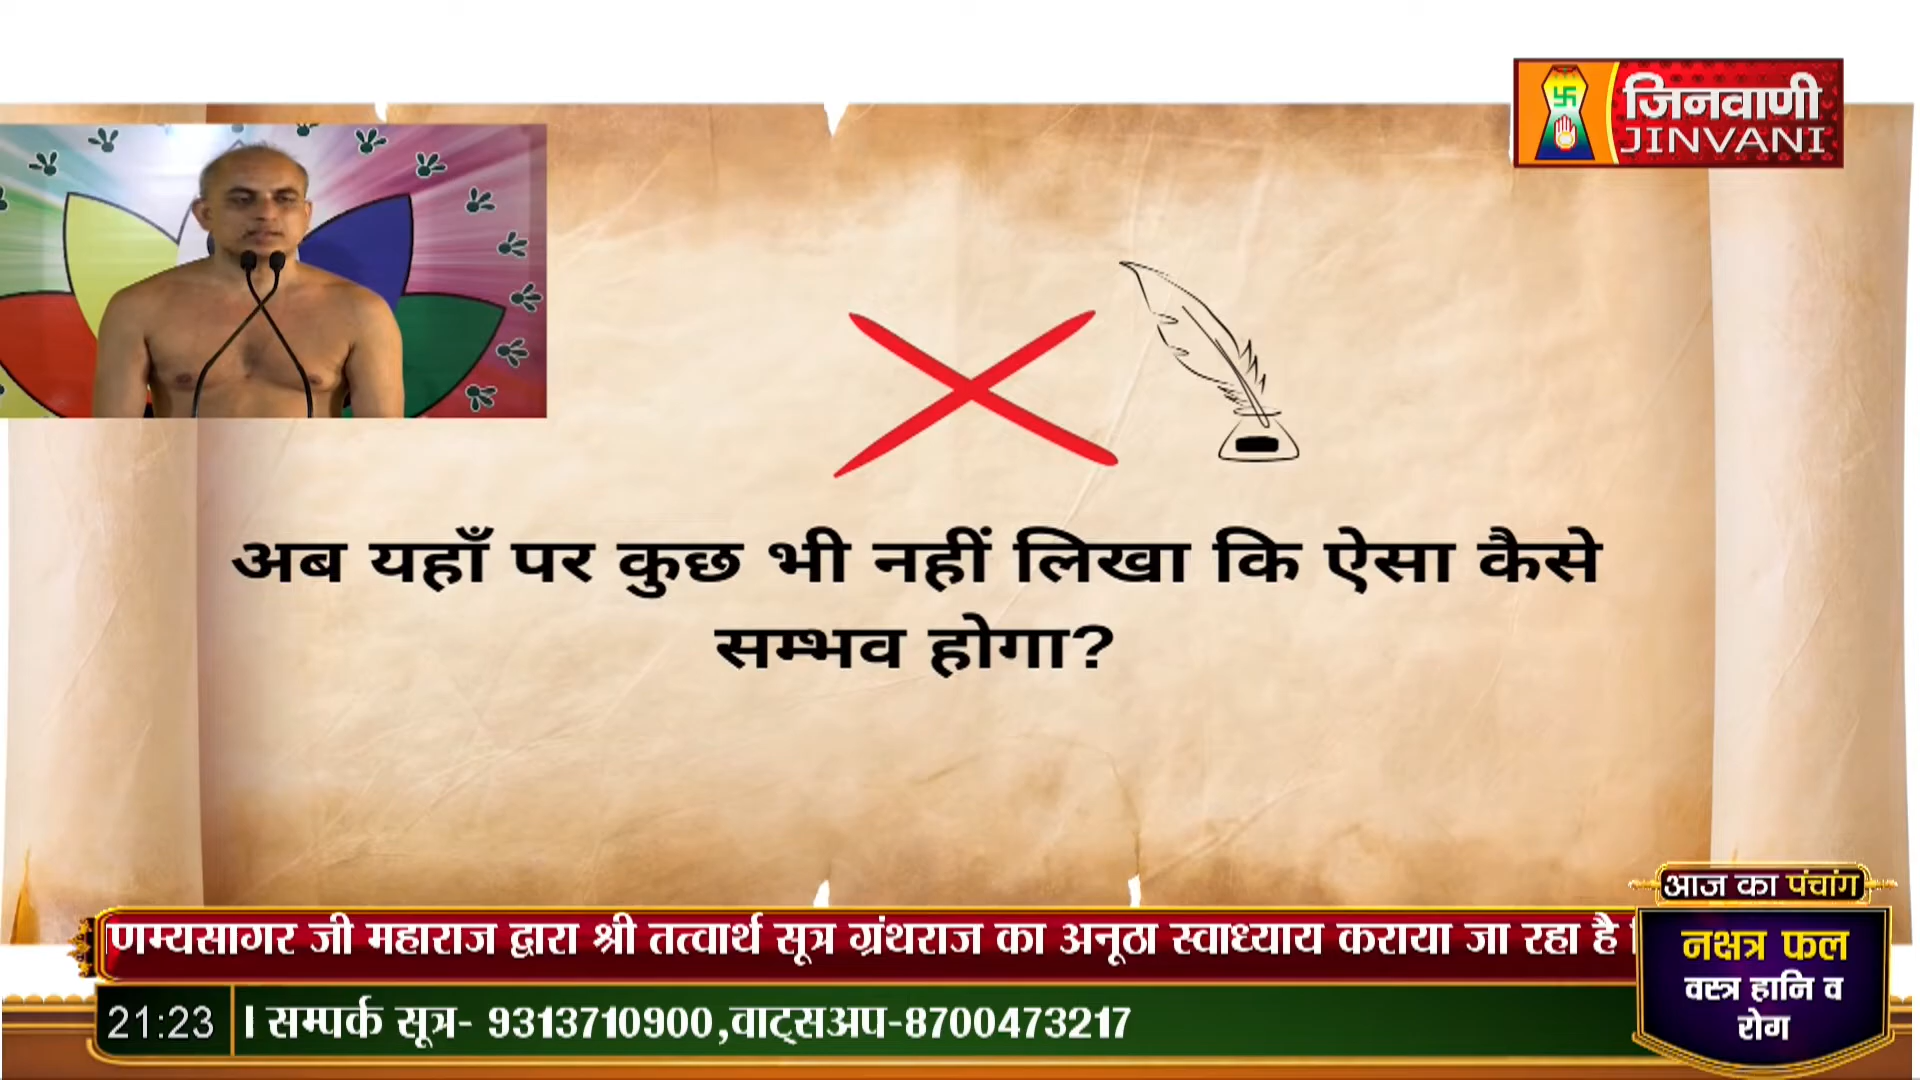 जिनवाणी
JINVANI
अब यहाँ पर कुछ भी नहीं लिखा कि ऐसा कैसे
सम्भव होगा?
आज का पंचांग
णम्यसागर जी महाराज द्वारा श्री तत्वार्थ सूत्र ग्रंथराज का अनूठा स्वाध्याय कराया जा रहा है
नक्षत्र फल
वस्त्र हानि व
रोग
21:23
। सम्पर्क सूत्र- 9313710900,वाट्सअप-8700473217